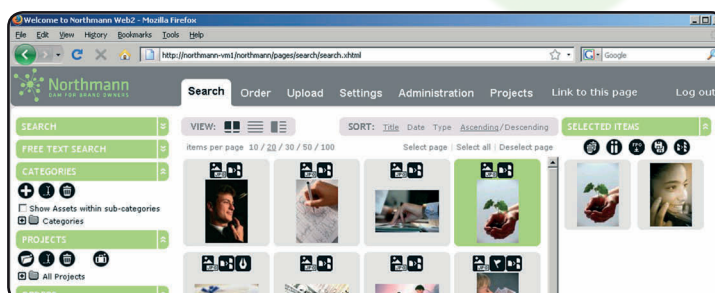 Welcome to Northmann Web2 - Mozilla Firefox
File Edit View History Bookmarks Tools Help
http://northmann-vm1/northmann/pages/search/search.xhtml
Google
Northmann
DAM FOR BRAND OWNERS
Search Order Upload Settings Administration Projects Link to this page Log out
SEARCH
VIEW: SORT: Title Date Type Ascending/Descending
SELECTED ITEMS
FREE TEXT SEARCH
items per page 10 / 20 / 30 / 50 / 100 Select page Select all Deselect page
CATEGORIES
Show Assets within sub-categories
Categories
PROJECTS
All Projects